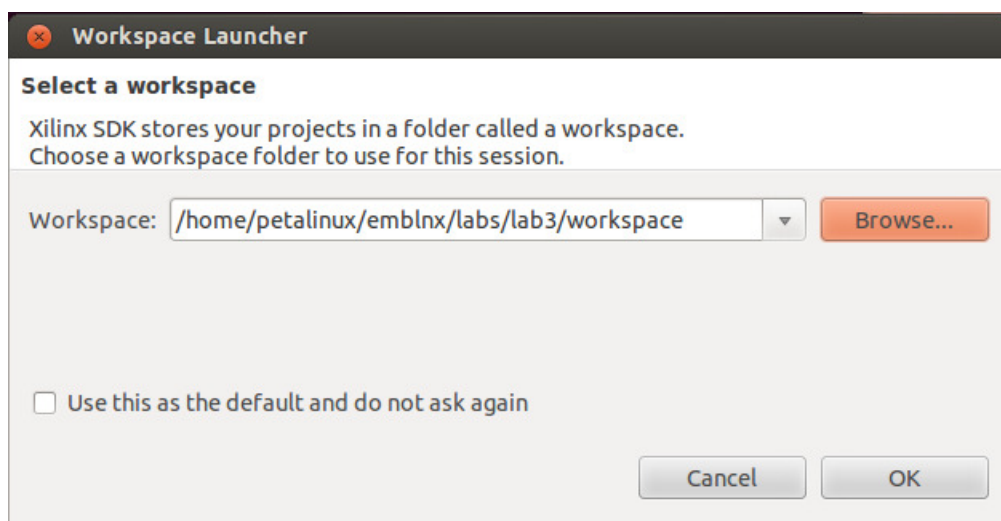 Workspace Launcher
Select a workspace
Xilinx SDK stores your projects in a folder called a workspace.
Choose a workspace folder to use for this session.
Workspace: /home/petalinux/emblnx/labs/lab3/workspace Browse...
Use this as the default and do not ask again
Cancel OK